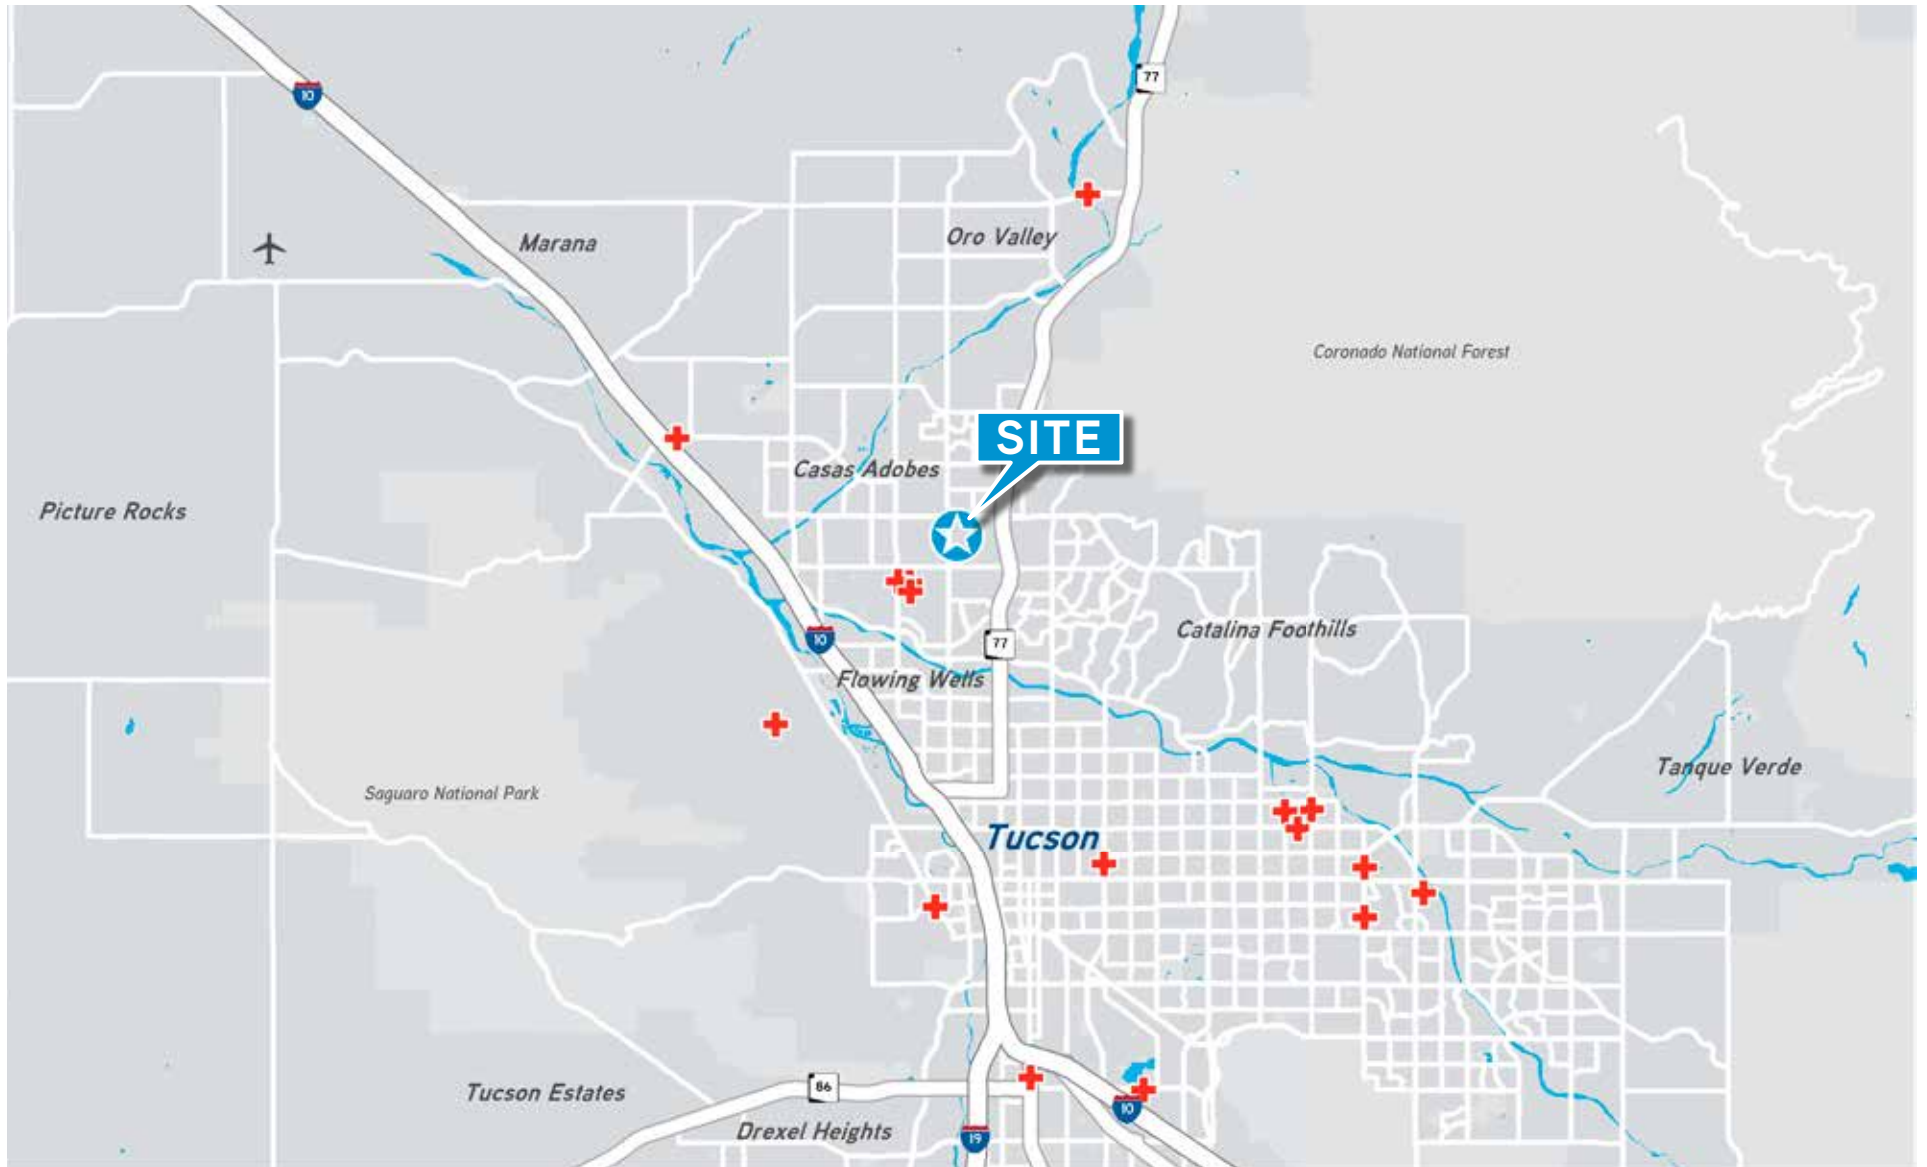 77
10
Oro Valley
Marana
Coronado National Forest
SITE
Casas Adobes
Picture Rocks
Catalina Foothills
10
77
Flowing Wells
Tanque Verde
Saguaro National Park
Tucson
86
Tucson Estates
10
Drexel Heights
19